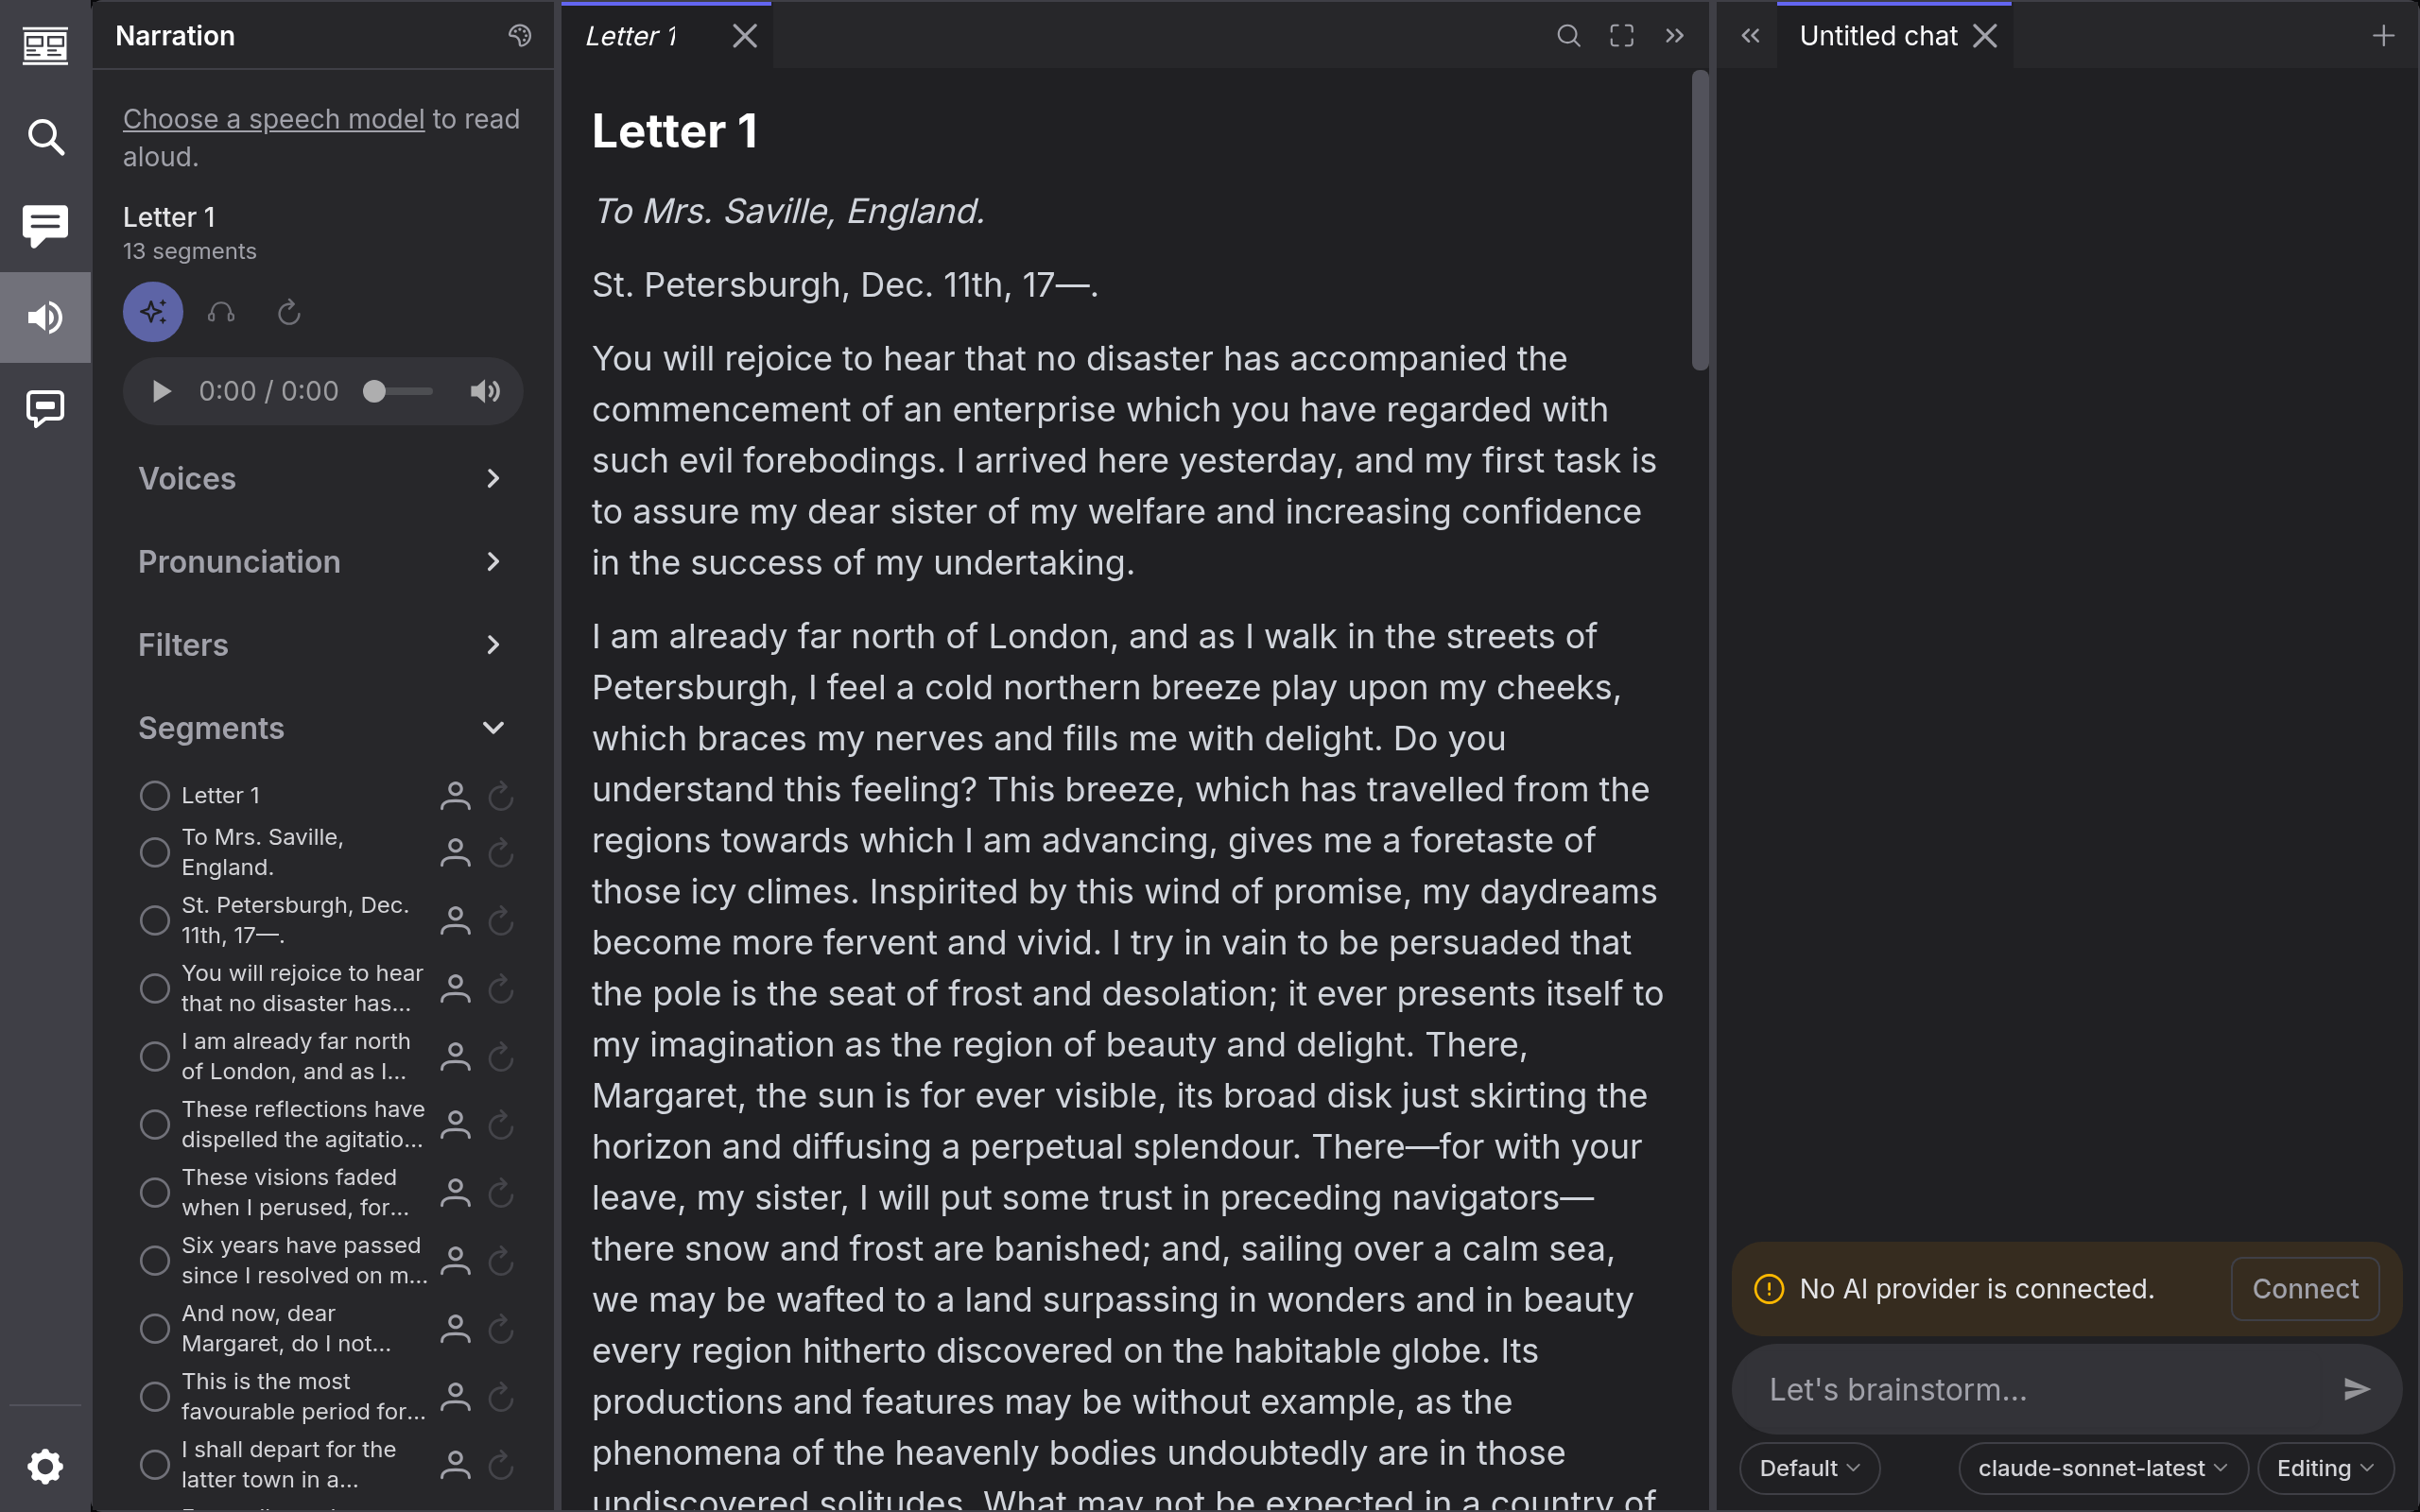 Narration
Choose a speech model to read
aloud.
Letter 1
13 segments
0:00 / 0:00
Voices
Pronunciation
Filters
Segments
Letter 1
To Mrs. Saville,
England.
St. Petersburgh, Dec.
11th, 17—.
You will rejoice to hear
that no disaster has...
I am already far north
of London, and as I...
These reflections have
dispelled the agitatio...
These visions faded
when I perused, for...
Six years have passed
since I resolved on m...
And now, dear
Margaret, do I not...
This is the most
favourable period for...
I shall depart for the
latter town in a...
Letter 1
Letter 1
To Mrs. Saville, England.
St. Petersburgh, Dec. 11th, 17—.
You will rejoice to hear that no disaster has accompanied the
commencement of an enterprise which you have regarded with
such evil forebodings. I arrived here yesterday, and my first task is
to assure my dear sister of my welfare and increasing confidence
in the success of my undertaking.
I am already far north of London, and as I walk in the streets of
Petersburgh, I feel a cold northern breeze play upon my cheeks,
which braces my nerves and fills me with delight. Do you
understand this feeling? This breeze, which has travelled from the
regions towards which I am advancing, gives me a foretaste of
those icy climes. Inspirited by this wind of promise, my daydreams
become more fervent and vivid. I try in vain to be persuaded that
the pole is the seat of frost and desolation; it ever presents itself to
my imagination as the region of beauty and delight. There,
Margaret, the sun is for ever visible, its broad disk just skirting the
horizon and diffusing a perpetual splendour. There—for with your
leave, my sister, I will put some trust in preceding navigators—
there snow and frost are banished; and, sailing over a calm sea,
we may be wafted to a land surpassing in wonders and in beauty
every region hitherto discovered on the habitable globe. Its
productions and features may be without example, as the
phenomena of the heavenly bodies undoubtedly are in those
undiscovered solitudes. What may not be expected in a country of
Untitled chat
No AI provider is connected.
Connect
Let's brainstorm...
Default
claude-sonnet-latest
Editing